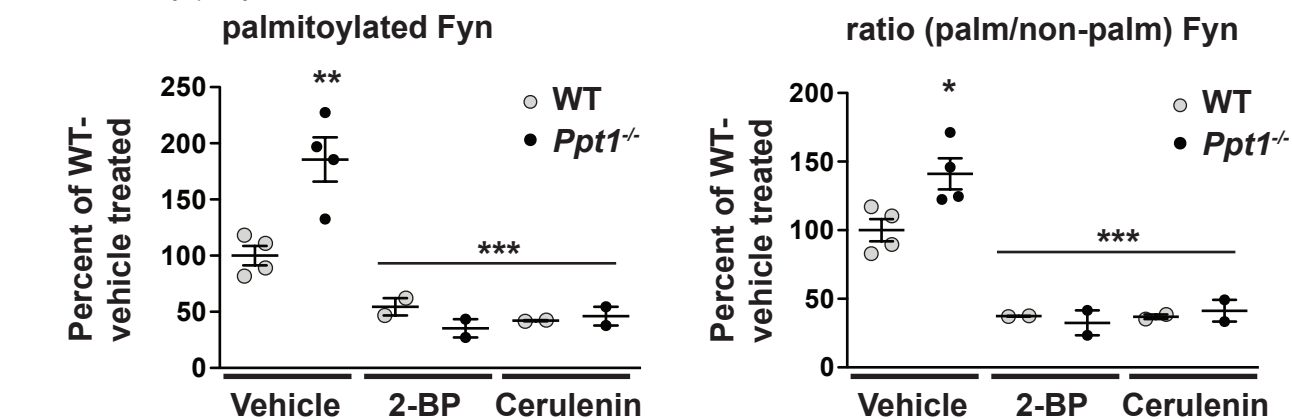 palmitoylated Fyn
Percent of WT-
vehicle treated
250
200
150
100
50
0
**
***
WT
Ppt1-/-
Vehicle
2-BP
Cerulenin
ratio (palm/non-palm) Fyn
Percent of WT-
vehicle treated
200
150
100
50
0
*
***
WT
Ppt1-/-
Vehicle
2-BP
Cerulenin